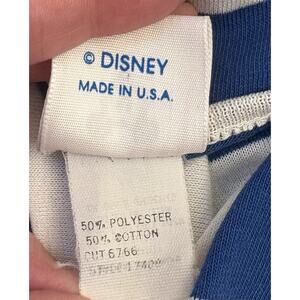 © DISNEY
MADE IN U.S.A.
50% POLYESTER
50% COTTON
CUT 6766